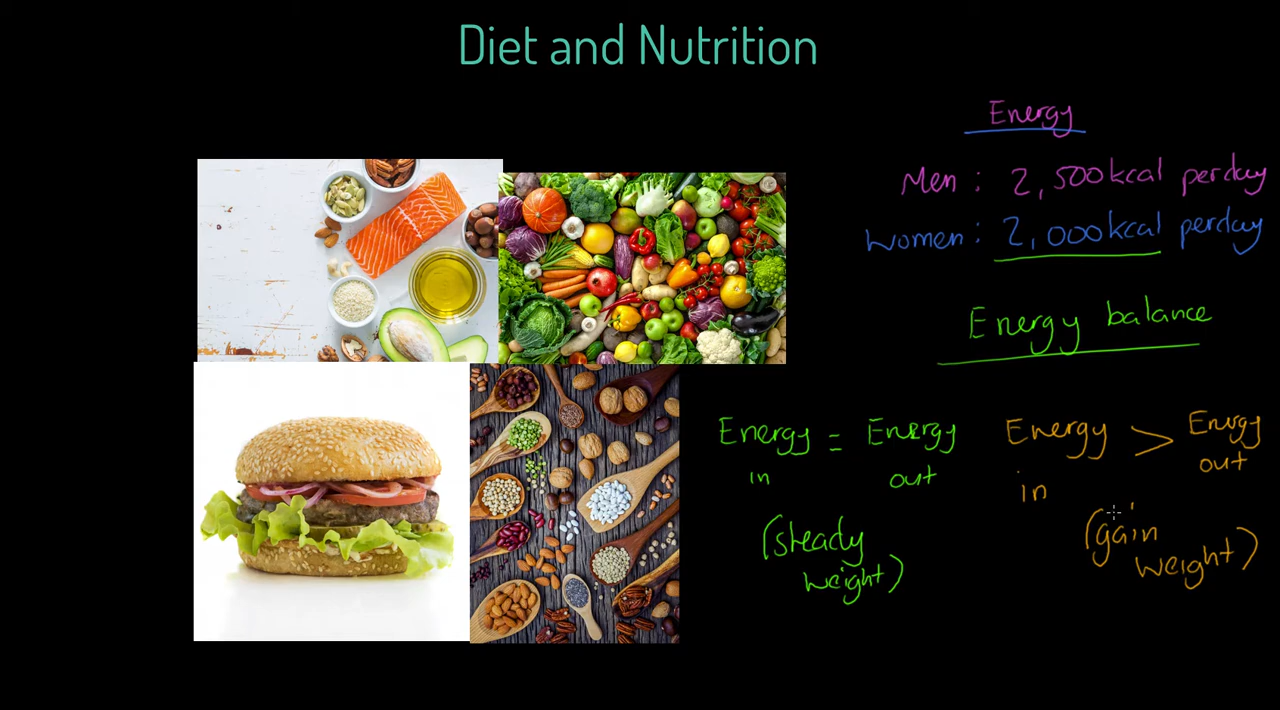 Diet and Nutrition
Energy
Men : 2,500kcal perday
Women : 2,000kcal perday
Energy balance
Energy = Energy
in out
(steady
weight)
Energy > Energy
in out
(gain
weight)